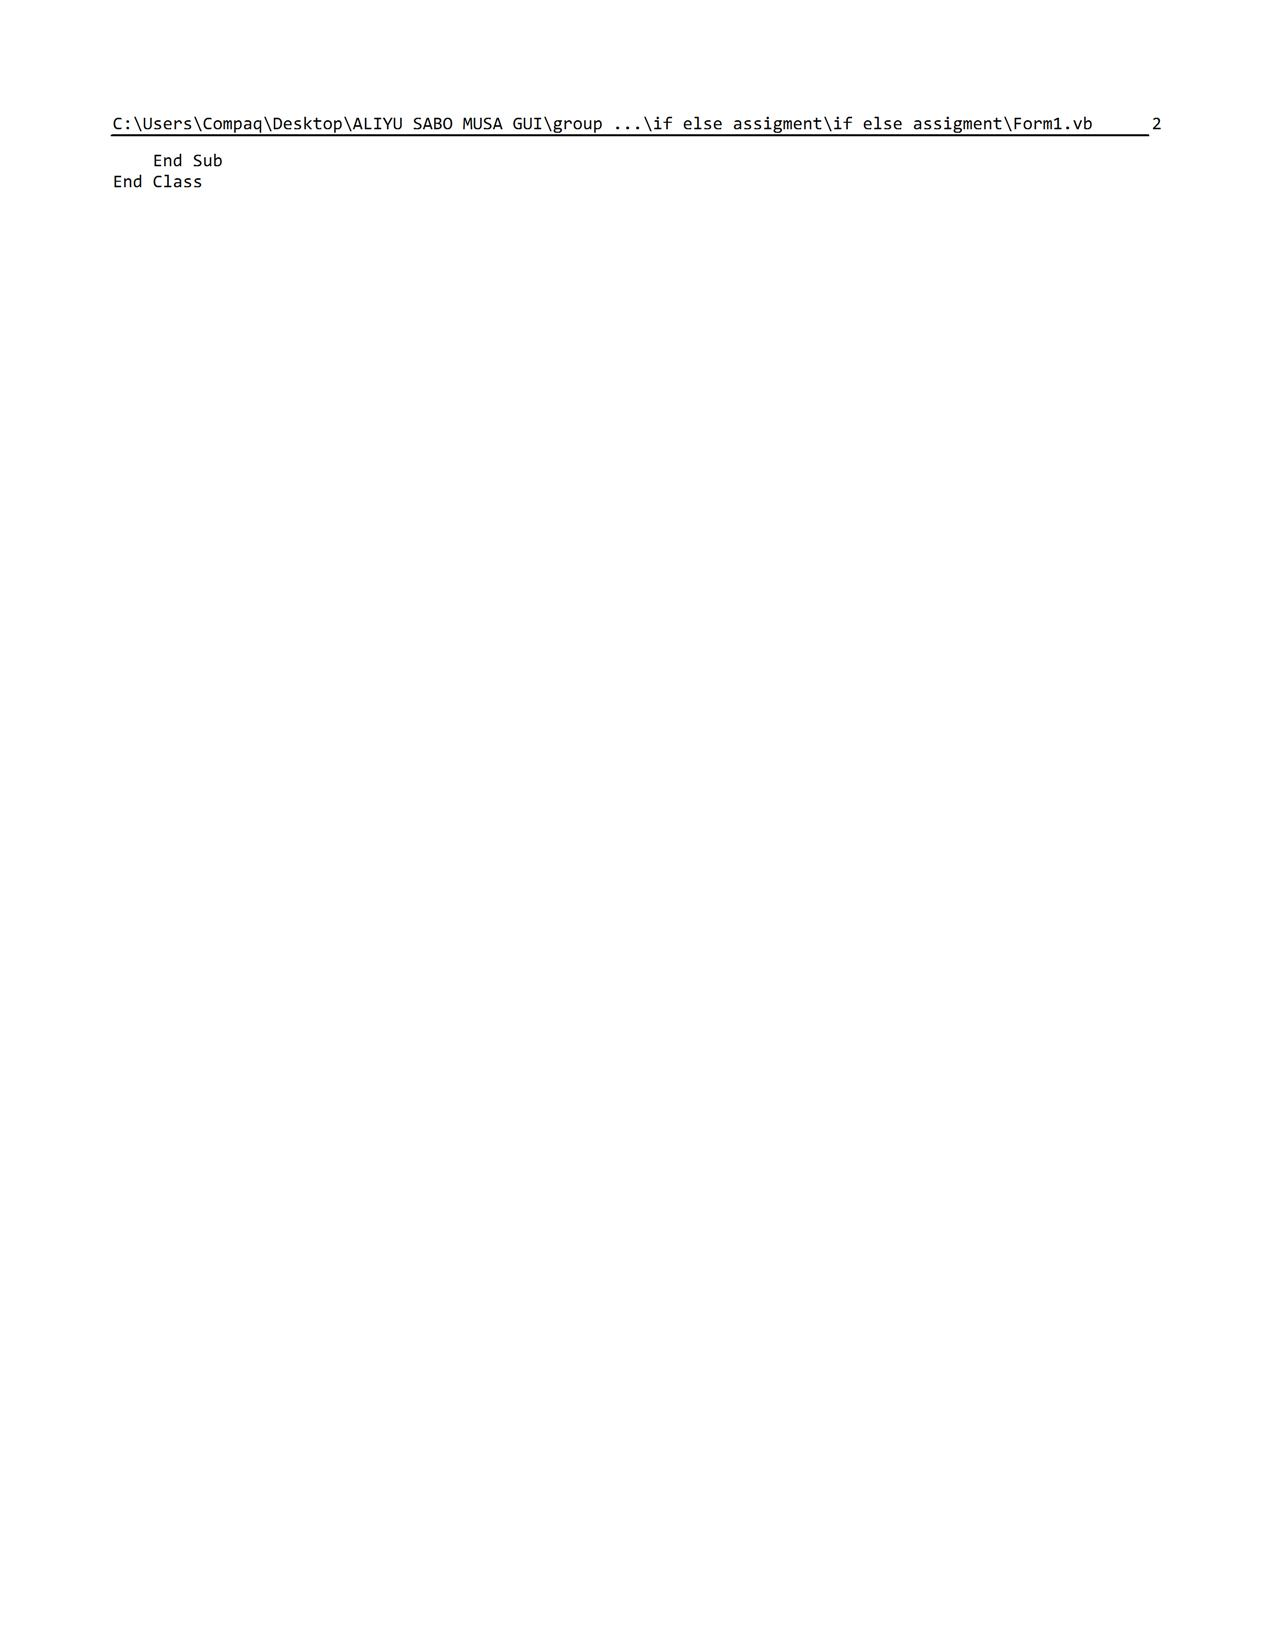 C:\Users\Compaq\Desktop\ALIYU SABO MUSA GUI\group ...\if else assigment\if else assigment\Form1.vb 2
    End Sub
End Class